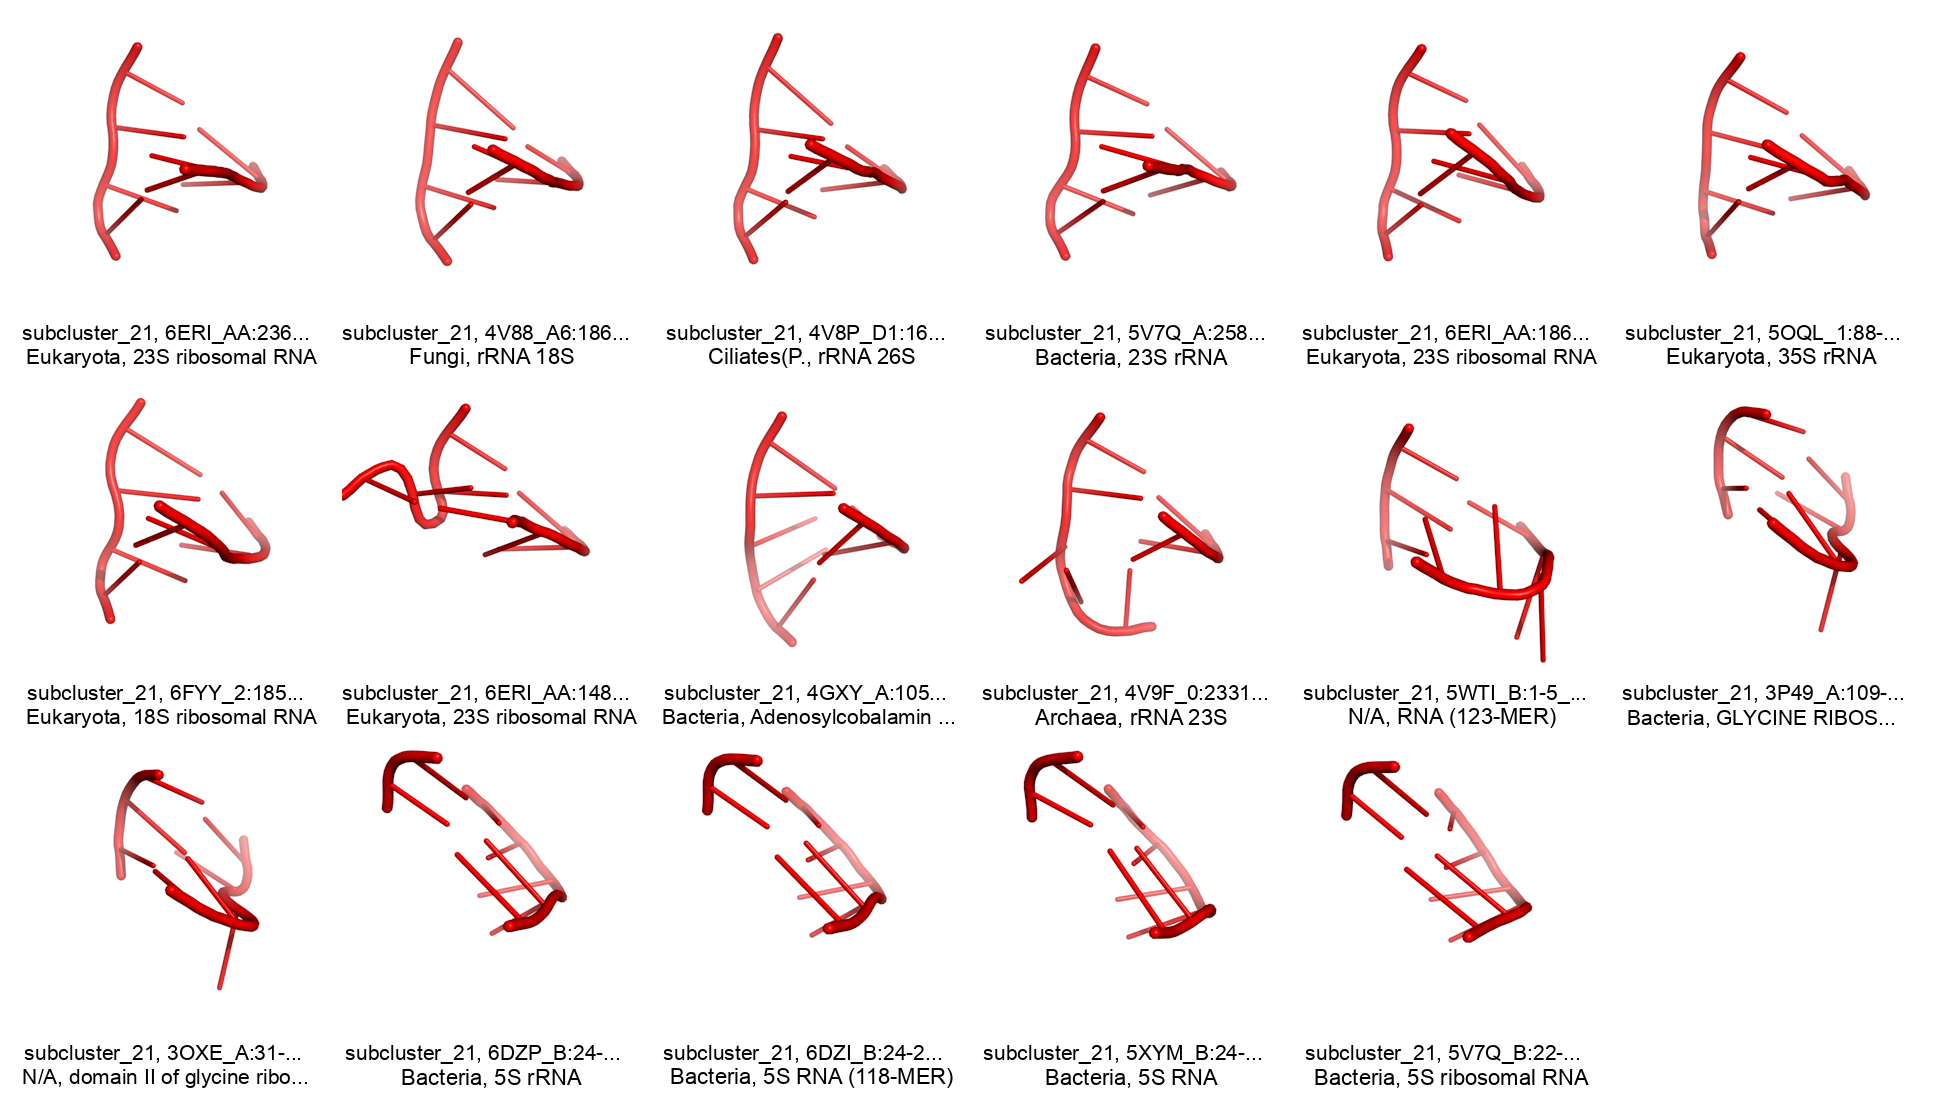 subcluster_21, 6ERI_AA:236...
Eukaryota, 23S ribosomal RNA
subcluster_21, 4V88_A6:186...
Fungi, rRNA 18S
subcluster_21, 4V8P_D1:16...
Ciliates(P., rRNA 26S
subcluster_21, 5V7Q_A:258...
Bacteria, 23S rRNA
subcluster_21, 6ERI_AA:186...
Eukaryota, 23S ribosomal RNA
subcluster_21, 5OQL_1:88-...
Eukaryota, 35S rRNA
subcluster_21, 6FYY_2:185...
Eukaryota, 18S ribosomal RNA
subcluster_21, 6ERI_AA:148...
Eukaryota, 23S ribosomal RNA
subcluster_21, 4GXY_A:105...
Bacteria, Adenosylcobalamin ...
subcluster_21, 4V9F_0:2331...
Archaea, rRNA 23S
subcluster_21, 5WTI_B:1-5_...
N/A, RNA (123-MER)
subcluster_21, 3P49_A:109-...
Bacteria, GLYCINE RIBOS...
subcluster_21, 3OXE_A:31-...
N/A, domain II of glycine ribo...
subcluster_21, 6DZP_B:24-...
Bacteria, 5S rRNA
subcluster_21, 6DZI_B:24-2...
Bacteria, 5S RNA (118-MER)
subcluster_21, 5XYM_B:24-...
Bacteria, 5S RNA
subcluster_21, 5V7Q_B:22-...
Bacteria, 5S ribosomal RNA